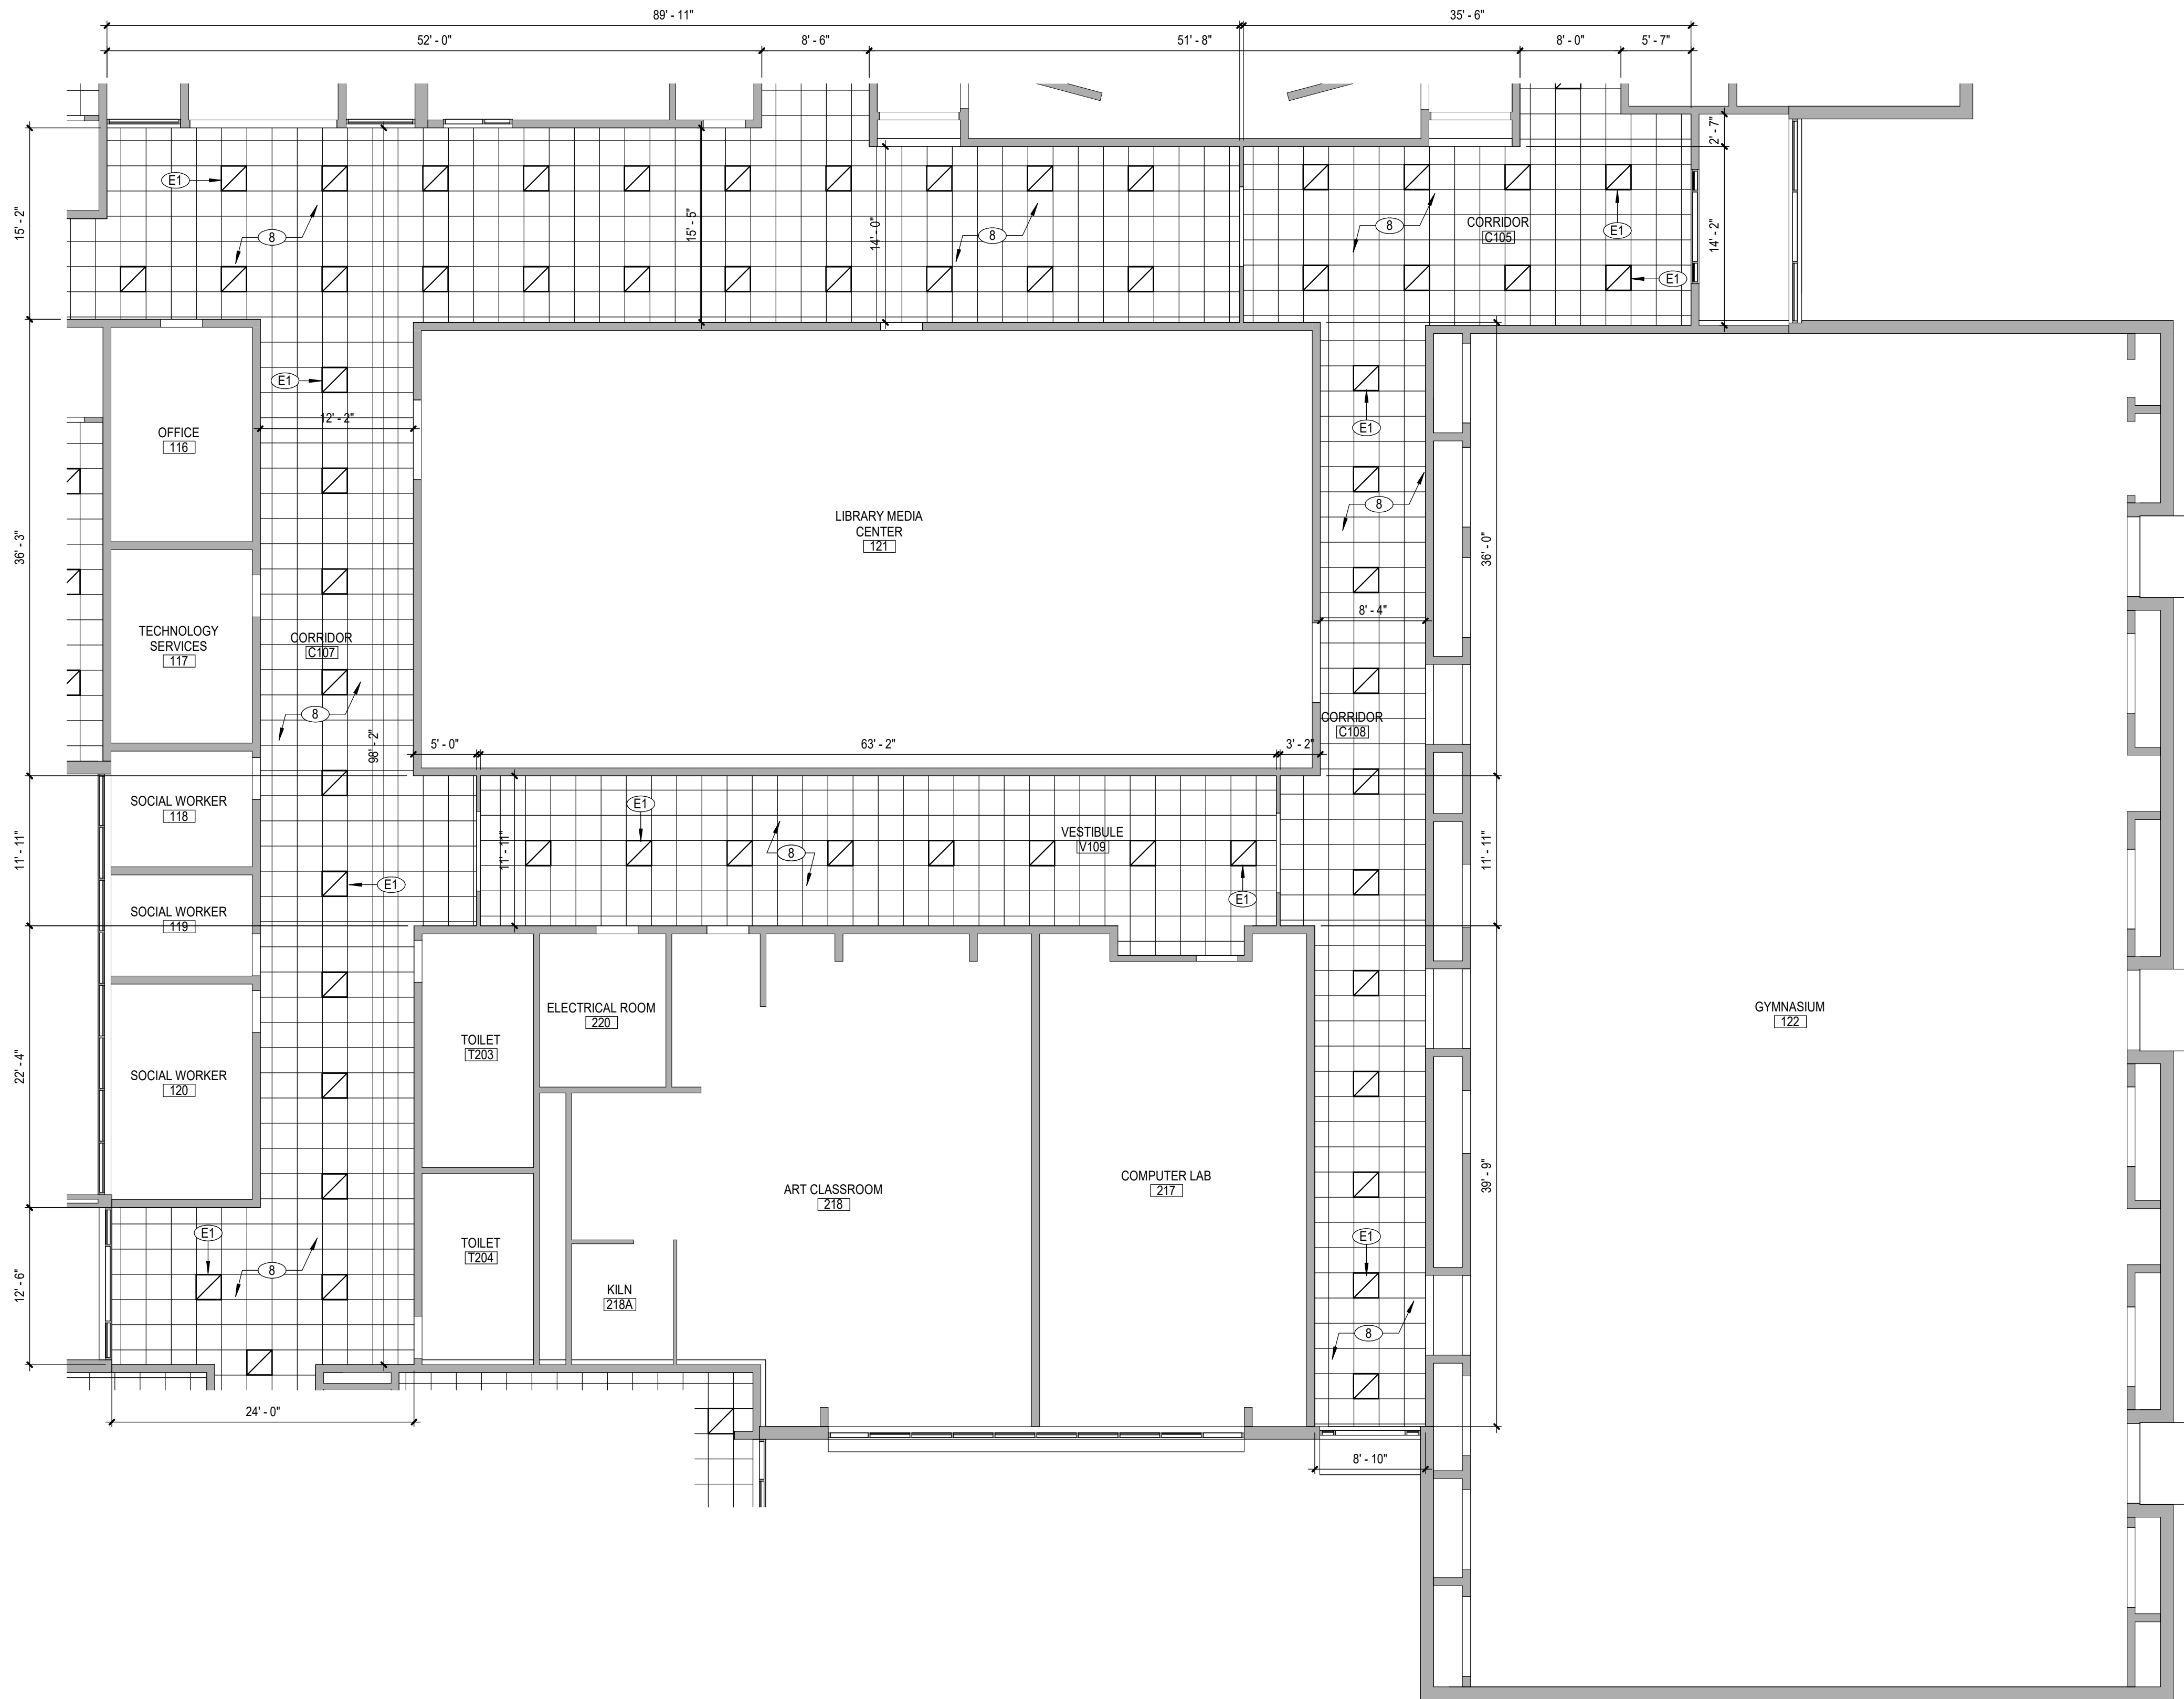 89' - 11"
35' - 6"
52' - 0"
8' - 6"
51' - 8"
8' - 0"
5' - 7"
2' - 7"
E1
15' - 2"
8
15' - 5"
14' - 0"
8
8
CORRIDOR
C105
E1
14' - 2"
E1
E1
12' - 2"
E1
OFFICE
116
36' - 3"
LIBRARY MEDIA
CENTER
121
8
36' - 0"
8' - 4"
TECHNOLOGY
SERVICES
117
CORRIDOR
C107
8
98' - 2"
CORRIDOR
C108
5' - 0"
63' - 2"
3' - 2"
SOCIAL WORKER
118
E1
VESTIBULE
V109
11' - 11"
11' - 11"
8
11' - 11"
E1
E1
SOCIAL WORKER
119
ELECTRICAL ROOM
220
GYMNASIUM
122
TOILET
T203
22' - 4"
SOCIAL WORKER
120
ART CLASSROOM
218
COMPUTER LAB
217
39' - 9"
E1
E1
TOILET
T204
8
12' - 6"
KILN
218A
8
24' - 0"
8' - 10"